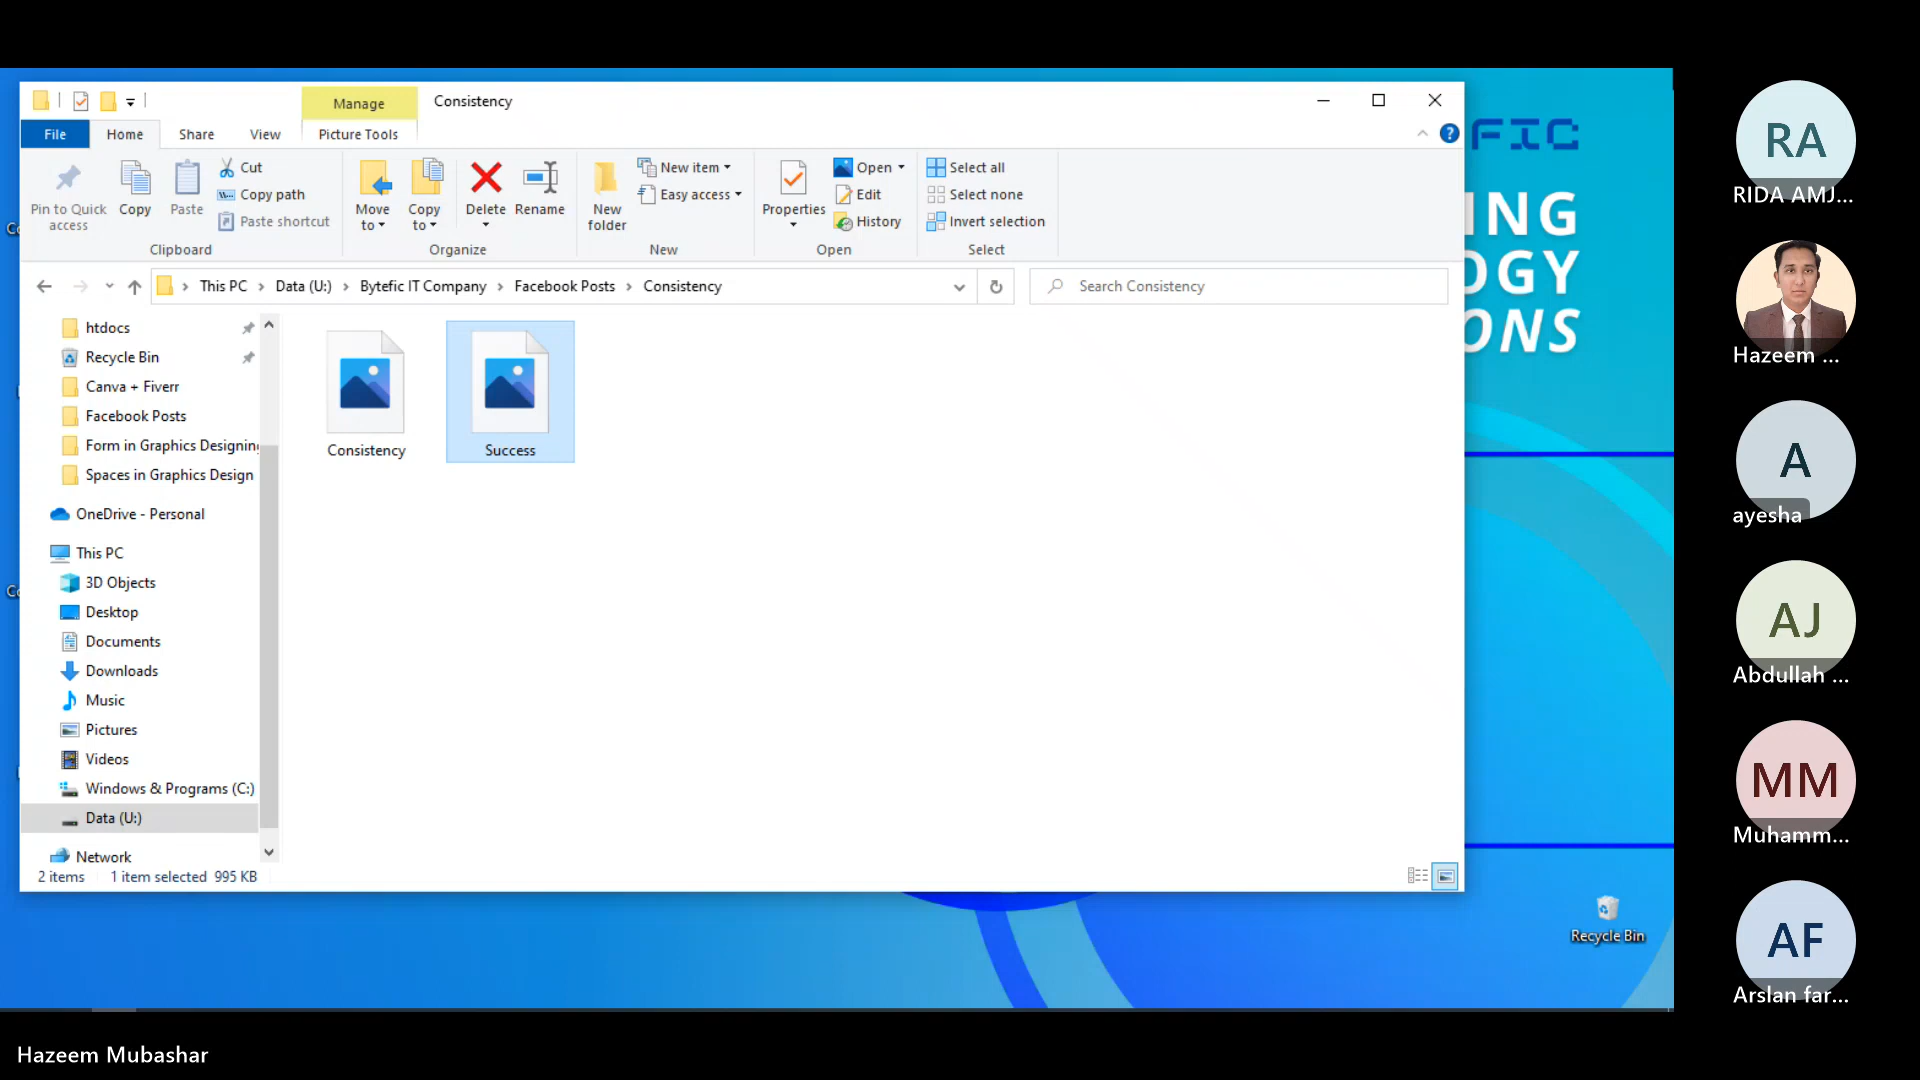 Manage
Consistency
File
Home
Share
View
Picture Tools
Pin to Quick access
Copy
Paste
Cut
Copy path
Paste shortcut
Clipboard
Move to
Copy to
Delete
Rename
Organize
New folder
New item
Easy access
New
Properties
Open
Edit
History
Open
Select all
Select none
Invert selection
Select
This PC > Data (U:) > Bytefic IT Company > Facebook Posts > Consistency
Search Consistency
htdocs
Recycle Bin
Canva + Fiverr
Facebook Posts
Form in Graphics Designing
Spaces in Graphics Design
OneDrive - Personal
This PC
3D Objects
Desktop
Documents
Downloads
Music
Pictures
Videos
Windows & Programs (C:)
Data (U:)
Network
Consistency
Success
2 items 1 item selected 995 KB
FIC
ING
OGY
ONS
Recycle Bin
RA
RIDA AMJ...
Hazeem ...
A
ayesha
AJ
Abdullah ...
MM
Muhamm...
AF
Arslan far...
Hazeem Mubashar